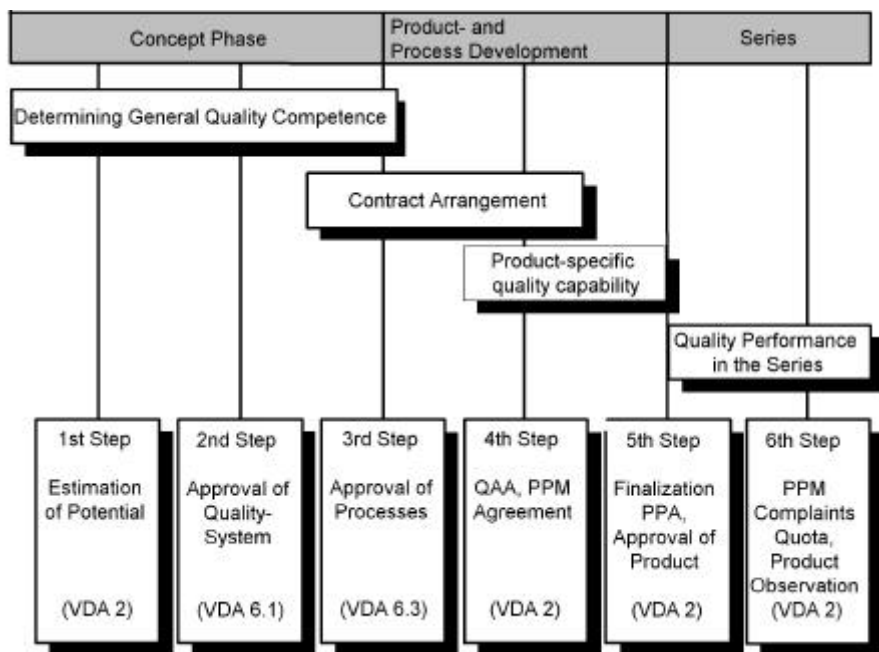 Concept Phase
Product- and
Process Development
Series
Determining General Quality Competence
Contract Arrangement
Product-specific
quality capability
Quality Performance
in the Series
1st Step
Estimation
of Potential
(VDA 2)
2nd Step
Approval of
Quality-
System
(VDA 6.1)
3rd Step
Approval of
Processes
(VDA 6.3)
4th Step
QAA, PPM
Agreement
(VDA 2)
5th Step
Finalization
PPA,
Approval of
Product
(VDA 2)
6th Step
PPM
Complaints
Quota,
Product
Observation
(VDA 2)